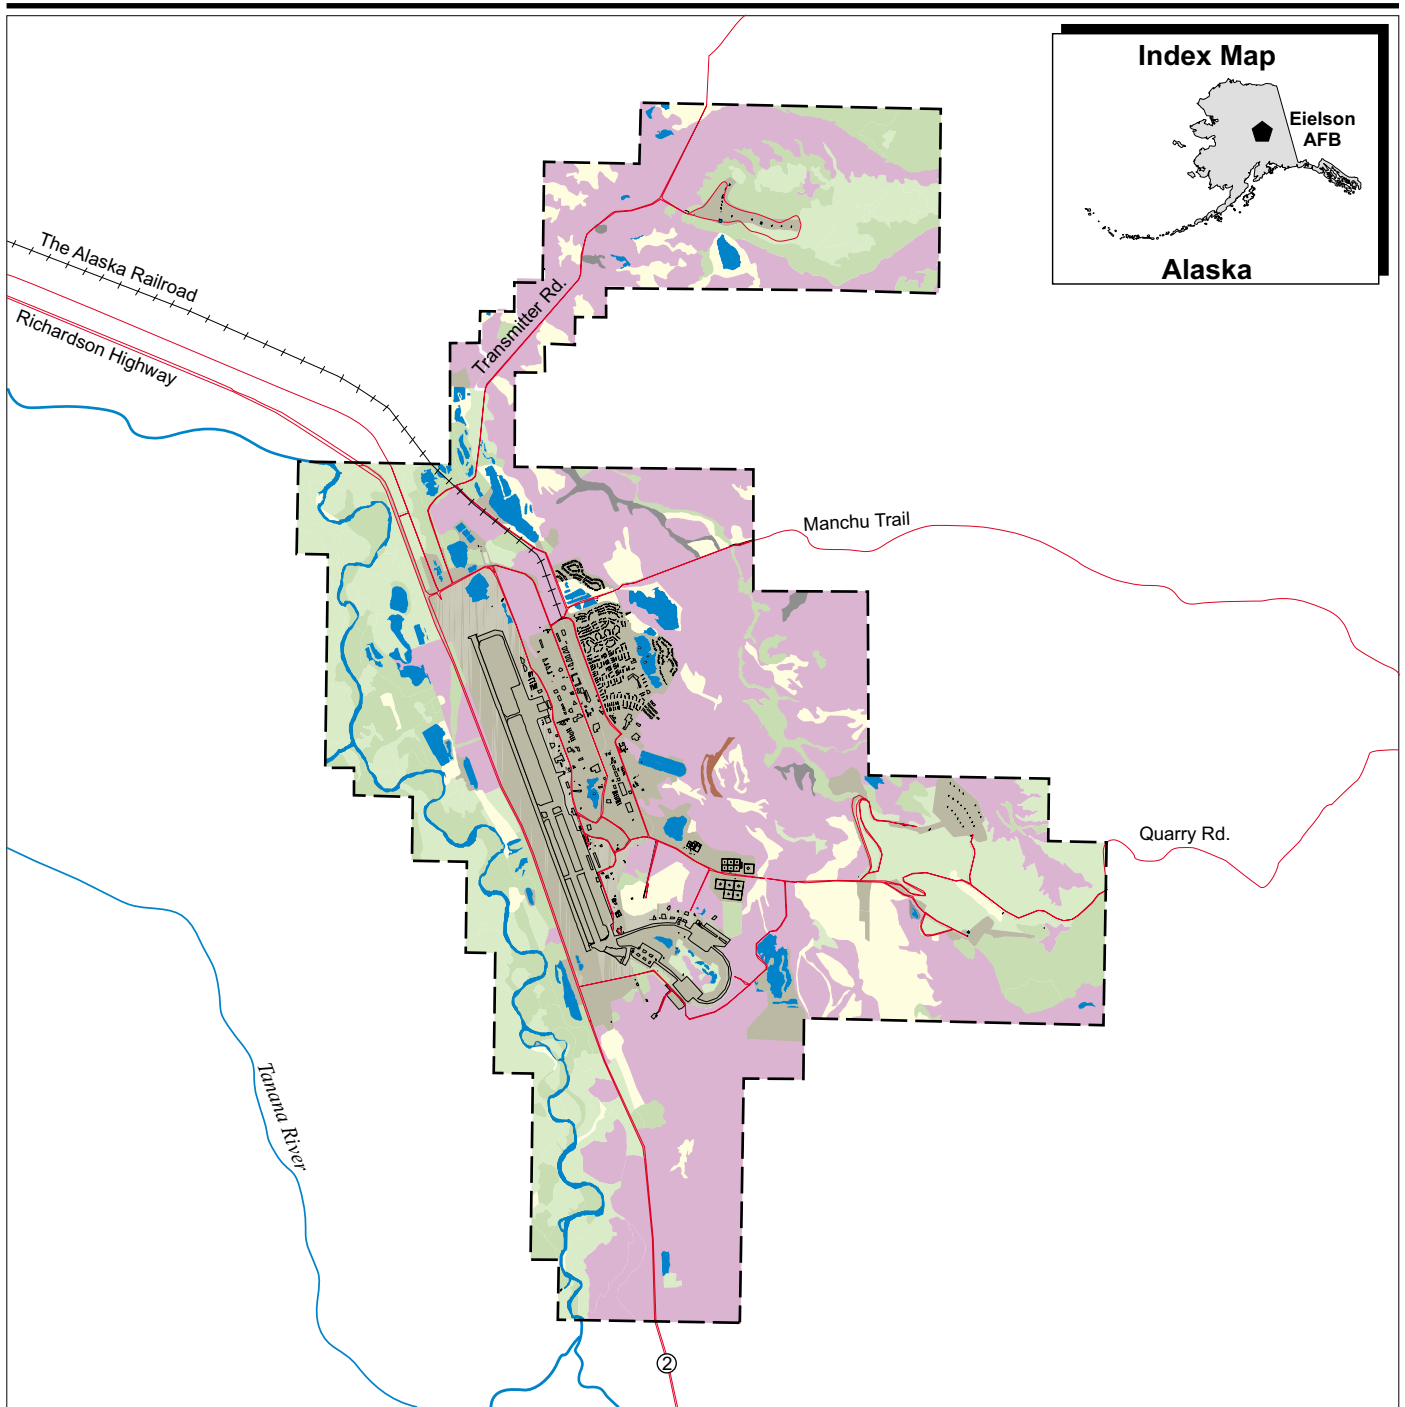 Index Map
Eielson
AFB
Alaska
The Alaska Railroad
Richardson Highway
Transmitter Rd.
Manchu Trail
Quarry Rd.
Tanana River
2